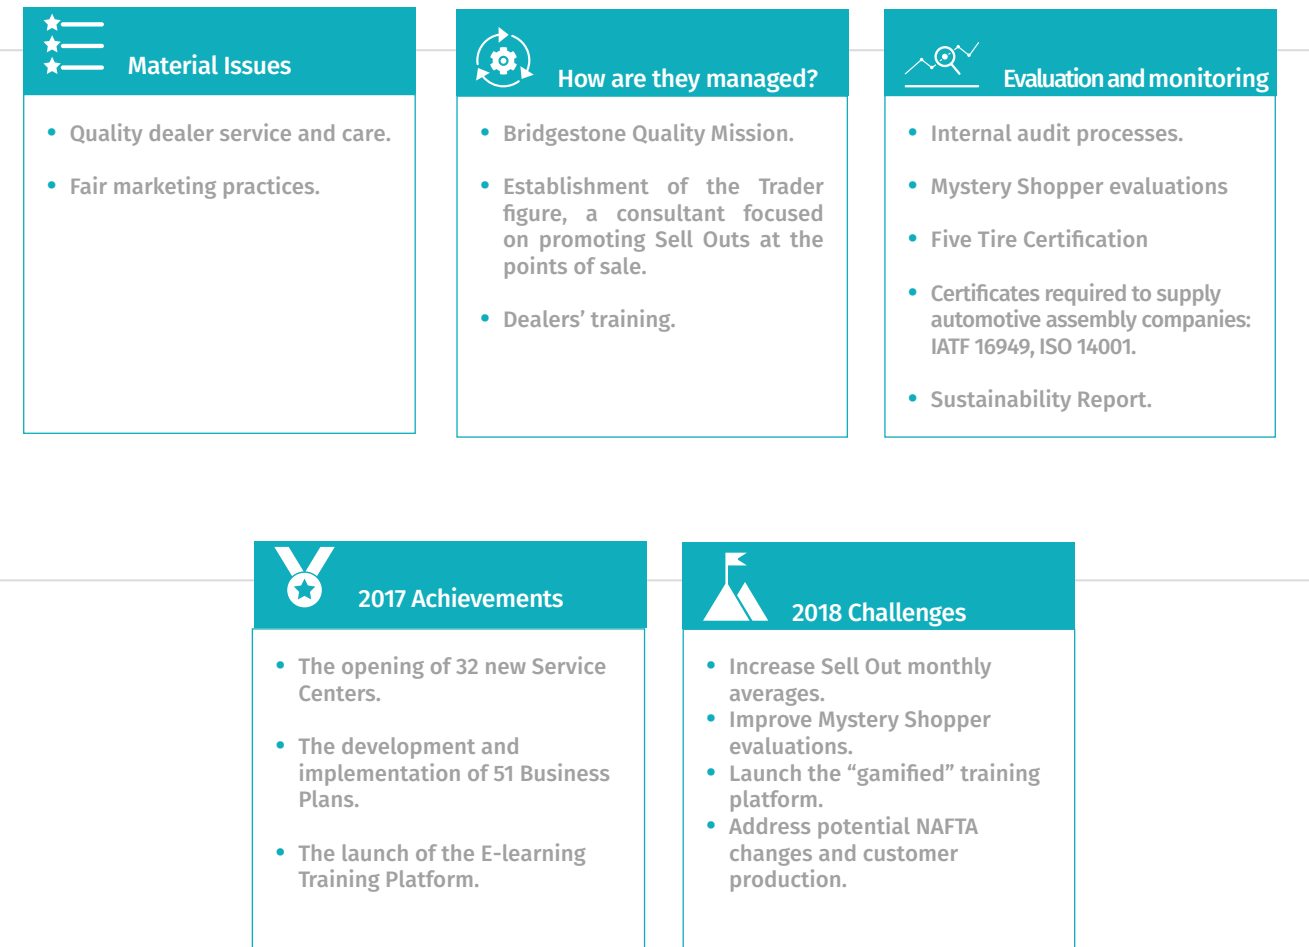 Material Issues
• Quality dealer service and care.
• Fair marketing practices.
How are they managed?
• Bridgestone Quality Mission.
• Establishment of the Trader
figure, a consultant focused
on promoting Sell Outs at the
points of sale.
• Dealers’ training.
Evaluation and monitoring
• Internal audit processes.
• Mystery Shopper evaluations
• Five Tire Certification
• Certificates required to supply
automotive assembly companies:
IATF 16949, ISO 14001.
• Sustainability Report.
2017 Achievements
• The opening of 32 new Service
Centers.
• The development and
implementation of 51 Business
Plans.
• The launch of the E-learning
Training Platform.
2018 Challenges
• Increase Sell Out monthly
averages.
• Improve Mystery Shopper
evaluations.
• Launch the “gamified” training
platform.
• Address potential NAFTA
changes and customer
production.